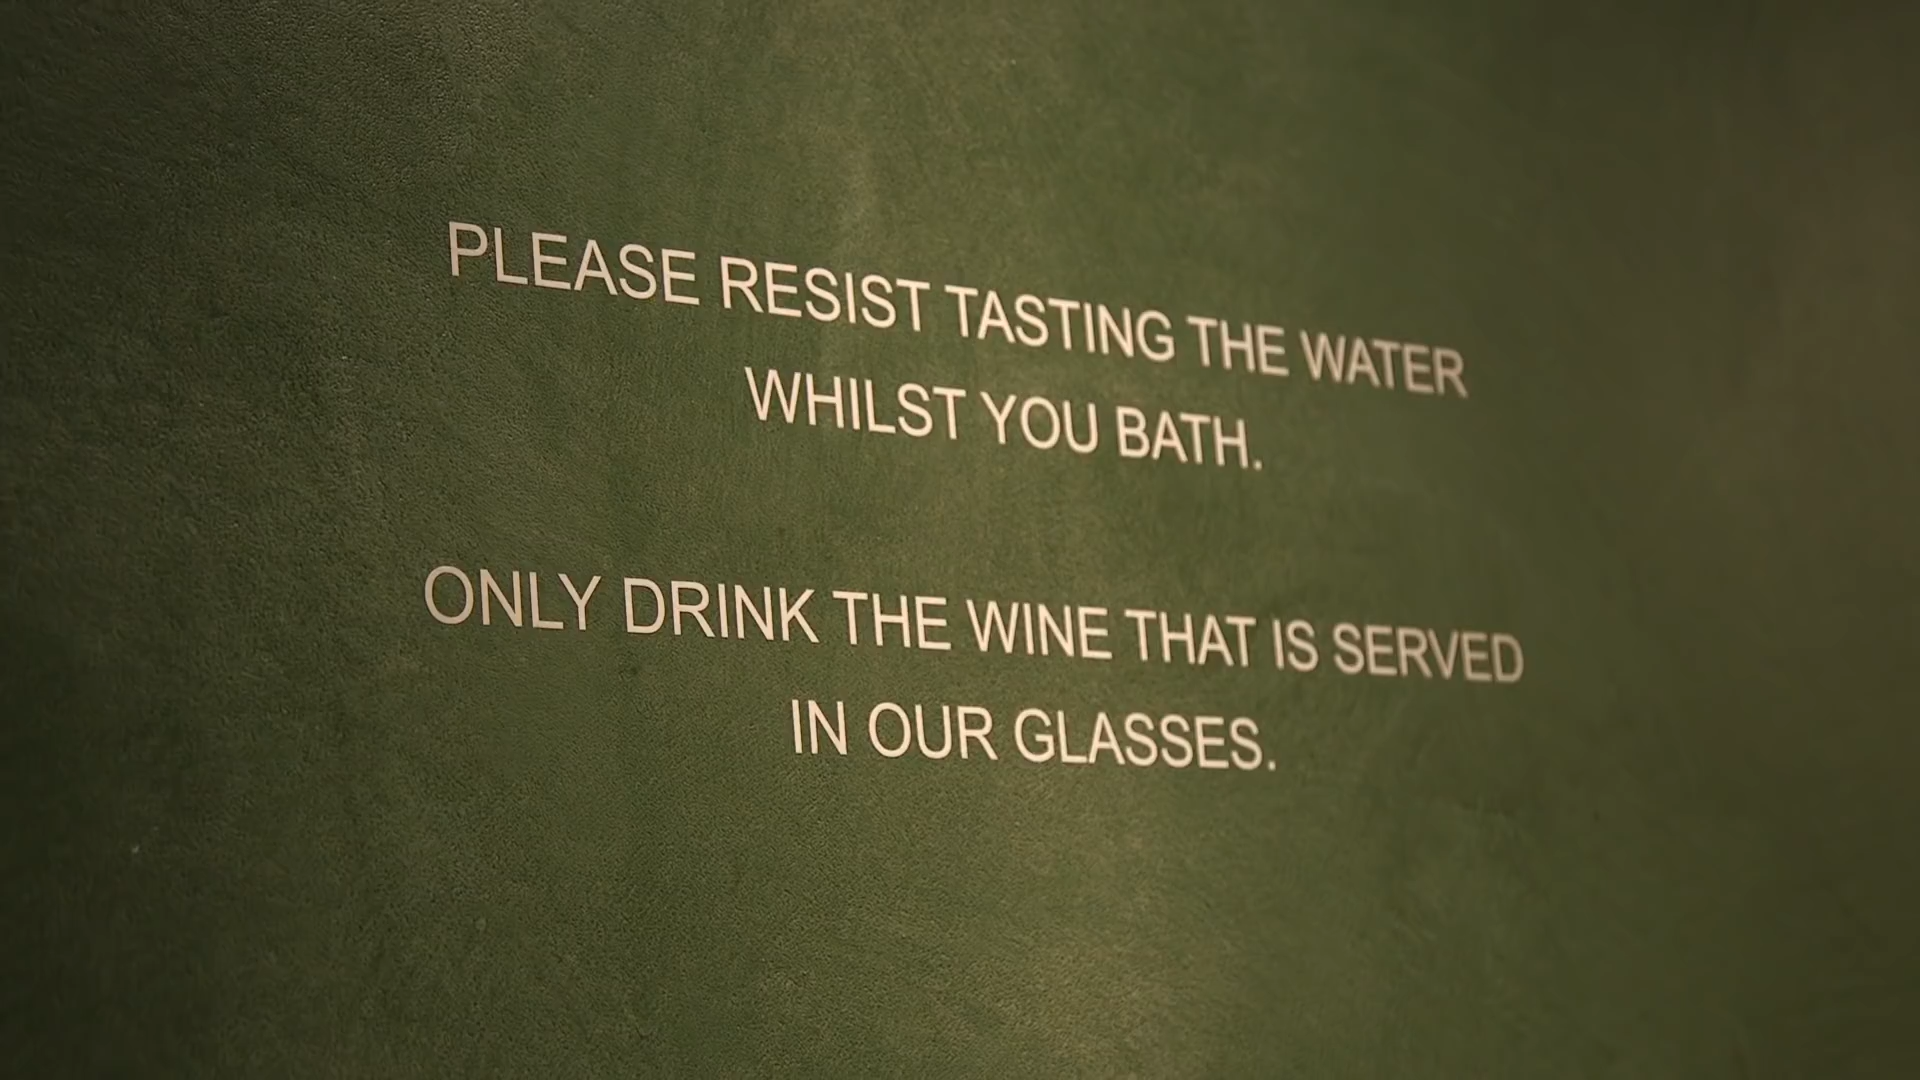 PLEASE RESIST TASTING THE WATER
WHILST YOU BATH.
ONLY DRINK THE WINE THAT IS SERVED
IN OUR GLASSES.